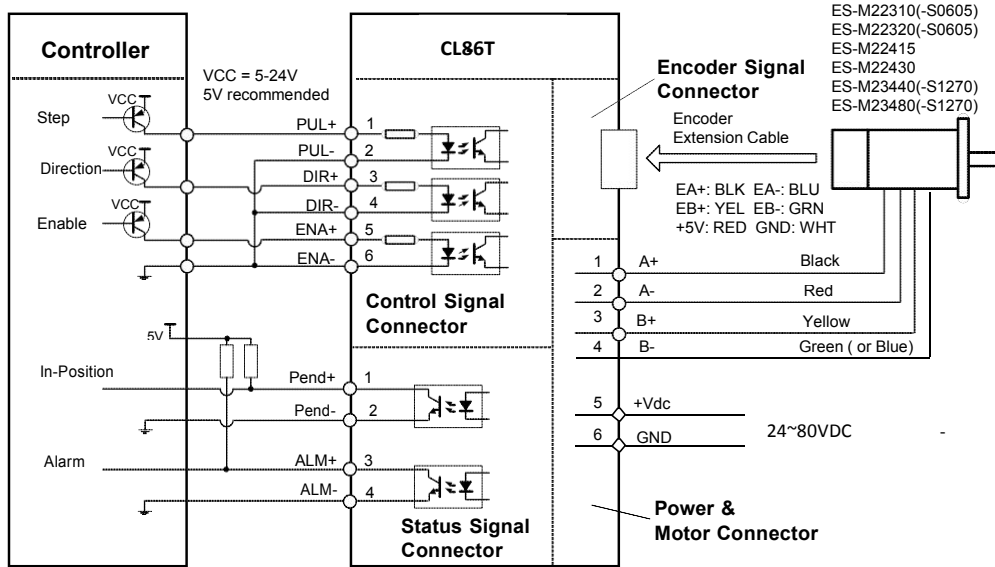 ES-M22310(-S0605)
ES-M22320(-S0605)
ES-M22415
ES-M22430
ES-M23440(-S1270)
ES-M23480(-S1270)
Controller
CL86T
VCC = 5-24V
5V recommended
Encoder Signal
Connector
Encoder
Extension Cable
EA+: BLK EA-: BLU
EB+: YEL EB-: GRN
+5V: RED GND: WHT
VCC
Step
PUL+ 1
PUL- 2
VCC
Direction
DIR+ 3
DIR- 4
VCC
Enable
ENA+ 5
ENA- 6
Control Signal
Connector
1 A+ Black
2 A- Red
3 B+ Yellow
4 B- Green ( or Blue)
5V
In-Position
Pend+ 1
Pend- 2
5 +Vdc
6 GND
24~80VDC -
Alarm
ALM+ 3
ALM- 4
Status Signal
Connector
Power &
Motor Connector